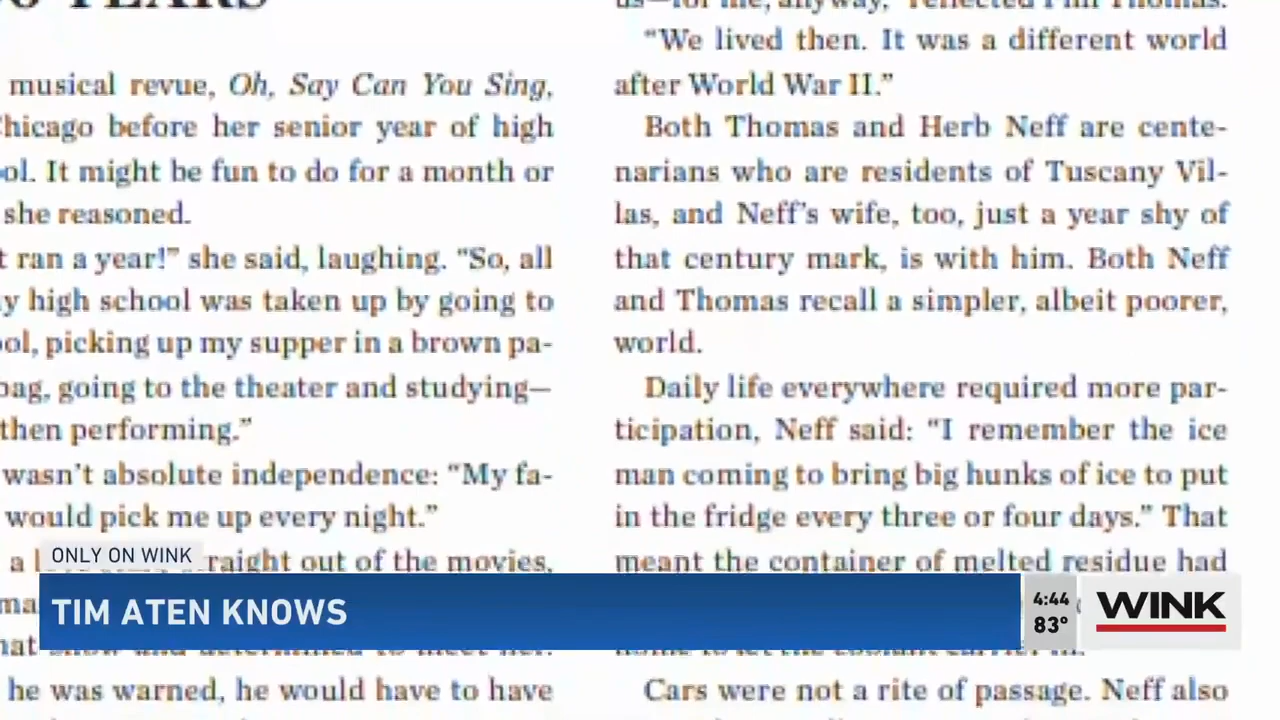 YEARS
musical revue, Oh, Say Can You Sing,
Chicago before her senior year of high
ol. It might be fun to do for a month or
she reasoned.
t ran a year!” she said, laughing. “So, all
y high school was taken up by going to
ol, picking up my supper in a brown pa-
bag, going to the theater and studying—
then performing.”
wasn’t absolute independence: “My fa-
would pick me up every night.”
a straight out of the movies,
he was warned, he would have to have
us—for me, anyway,” reflected Thomas.
“We lived then. It was a different world
after World War II.”
Both Thomas and Herb Neff are cente-
narians who are residents of Tuscany Vil-
las, and Neff’s wife, too, just a year shy of
that century mark, is with him. Both Neff
and Thomas recall a simpler, albeit poorer,
world.
Daily life everywhere required more par-
ticipation, Neff said: “I remember the ice
man coming to bring big hunks of ice to put
in the fridge every three or four days.” That
meant the container of melted residue had
Cars were not a rite of passage. Neff also
ONLY ON WINK
TIM ATEN KNOWS
4:44
83°
WINK